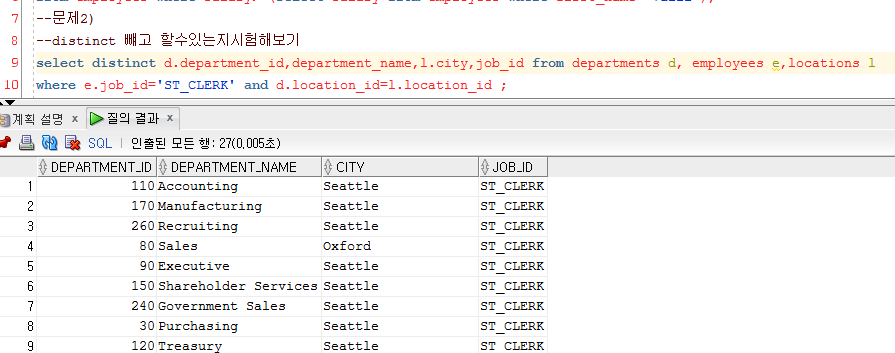 7 --문제2)
8 --distinct 빼고 할수있는지시험해보기
9 select distinct d.department_id,department_name,l.city,job_id from departments d, employees e,locations l
10 where e.job_id='ST_CLERK' and d.location_id=l.location_id ;
계획 설명 x 질의 결과 x
SQL | 인출된 모든 행: 27(0,005초)
DEPARTMENT_ID DEPARTMENT_NAME CITY JOB_ID
1 110 Accounting Seattle ST_CLERK
2 170 Manufacturing Seattle ST_CLERK
3 260 Recruiting Seattle ST_CLERK
4 80 Sales Oxford ST_CLERK
5 90 Executive Seattle ST_CLERK
6 150 Shareholder Services Seattle ST_CLERK
7 240 Government Sales Seattle ST_CLERK
8 30 Purchasing Seattle ST_CLERK
9 120 Treasury Seattle ST_CLERK